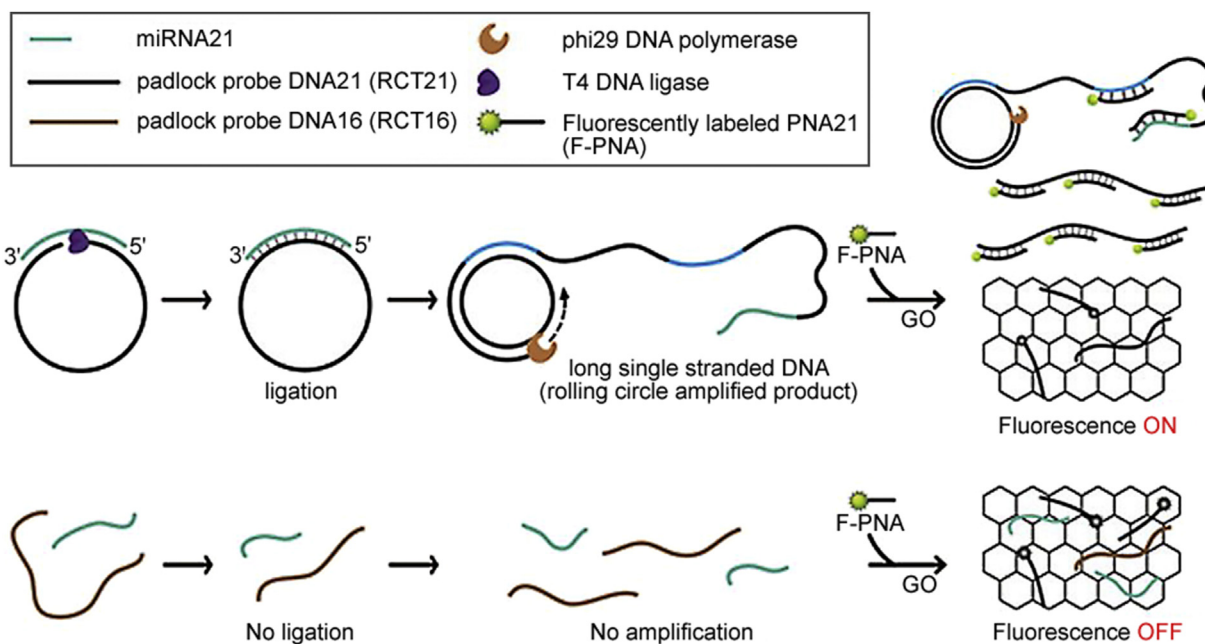 miRNA21
padlock probe DNA21 (RCT21)
padlock probe DNA16 (RCT16)
phi29 DNA polymerase
T4 DNA ligase
Fluorescently labeled PNA21
(F-PNA)
3'
5'
3'
5'
ligation
long single stranded DNA
(rolling circle amplified product)
F-PNA
GO
Fluorescence ON
No ligation
No amplification
F-PNA
GO
Fluorescence OFF